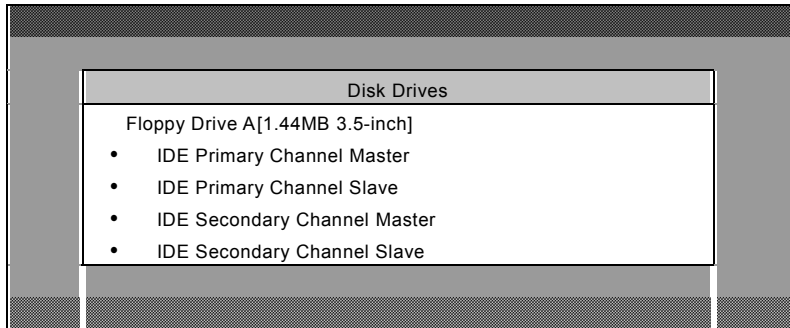 Disk Drives
Floppy Drive A[1.44MB 3.5-inch]
• IDE Primary Channel Master
• IDE Primary Channel Slave
• IDE Secondary Channel Master
• IDE Secondary Channel Slave